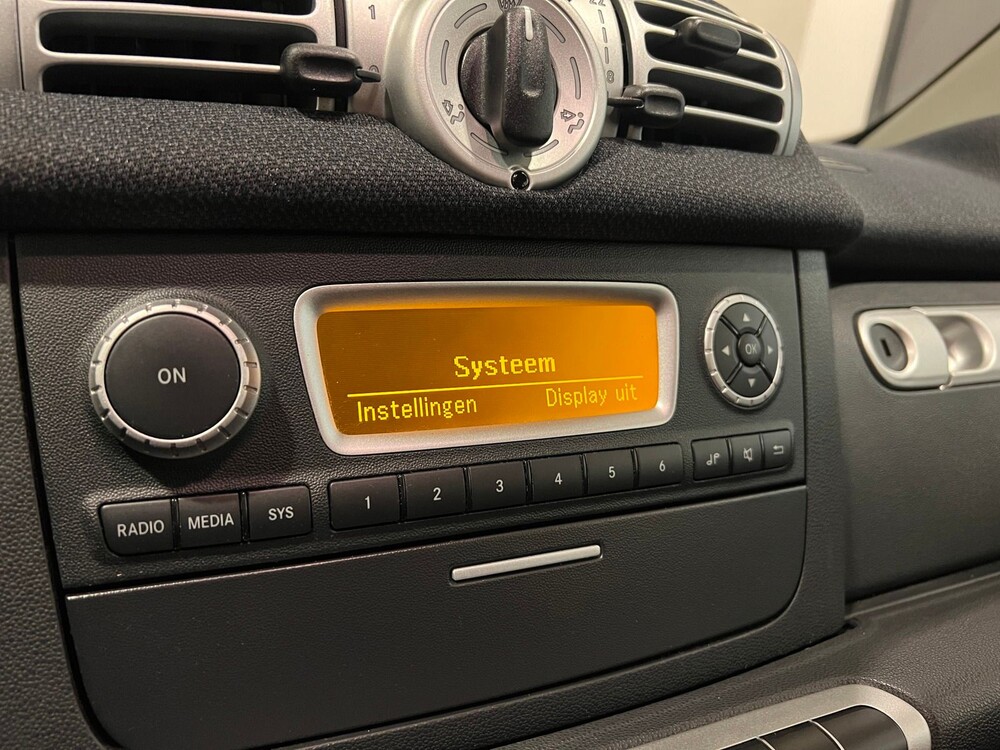 ON
Systeem
Instellingen Display uit
OK
RADIO MEDIA SYS 1 2 3 4 5 6